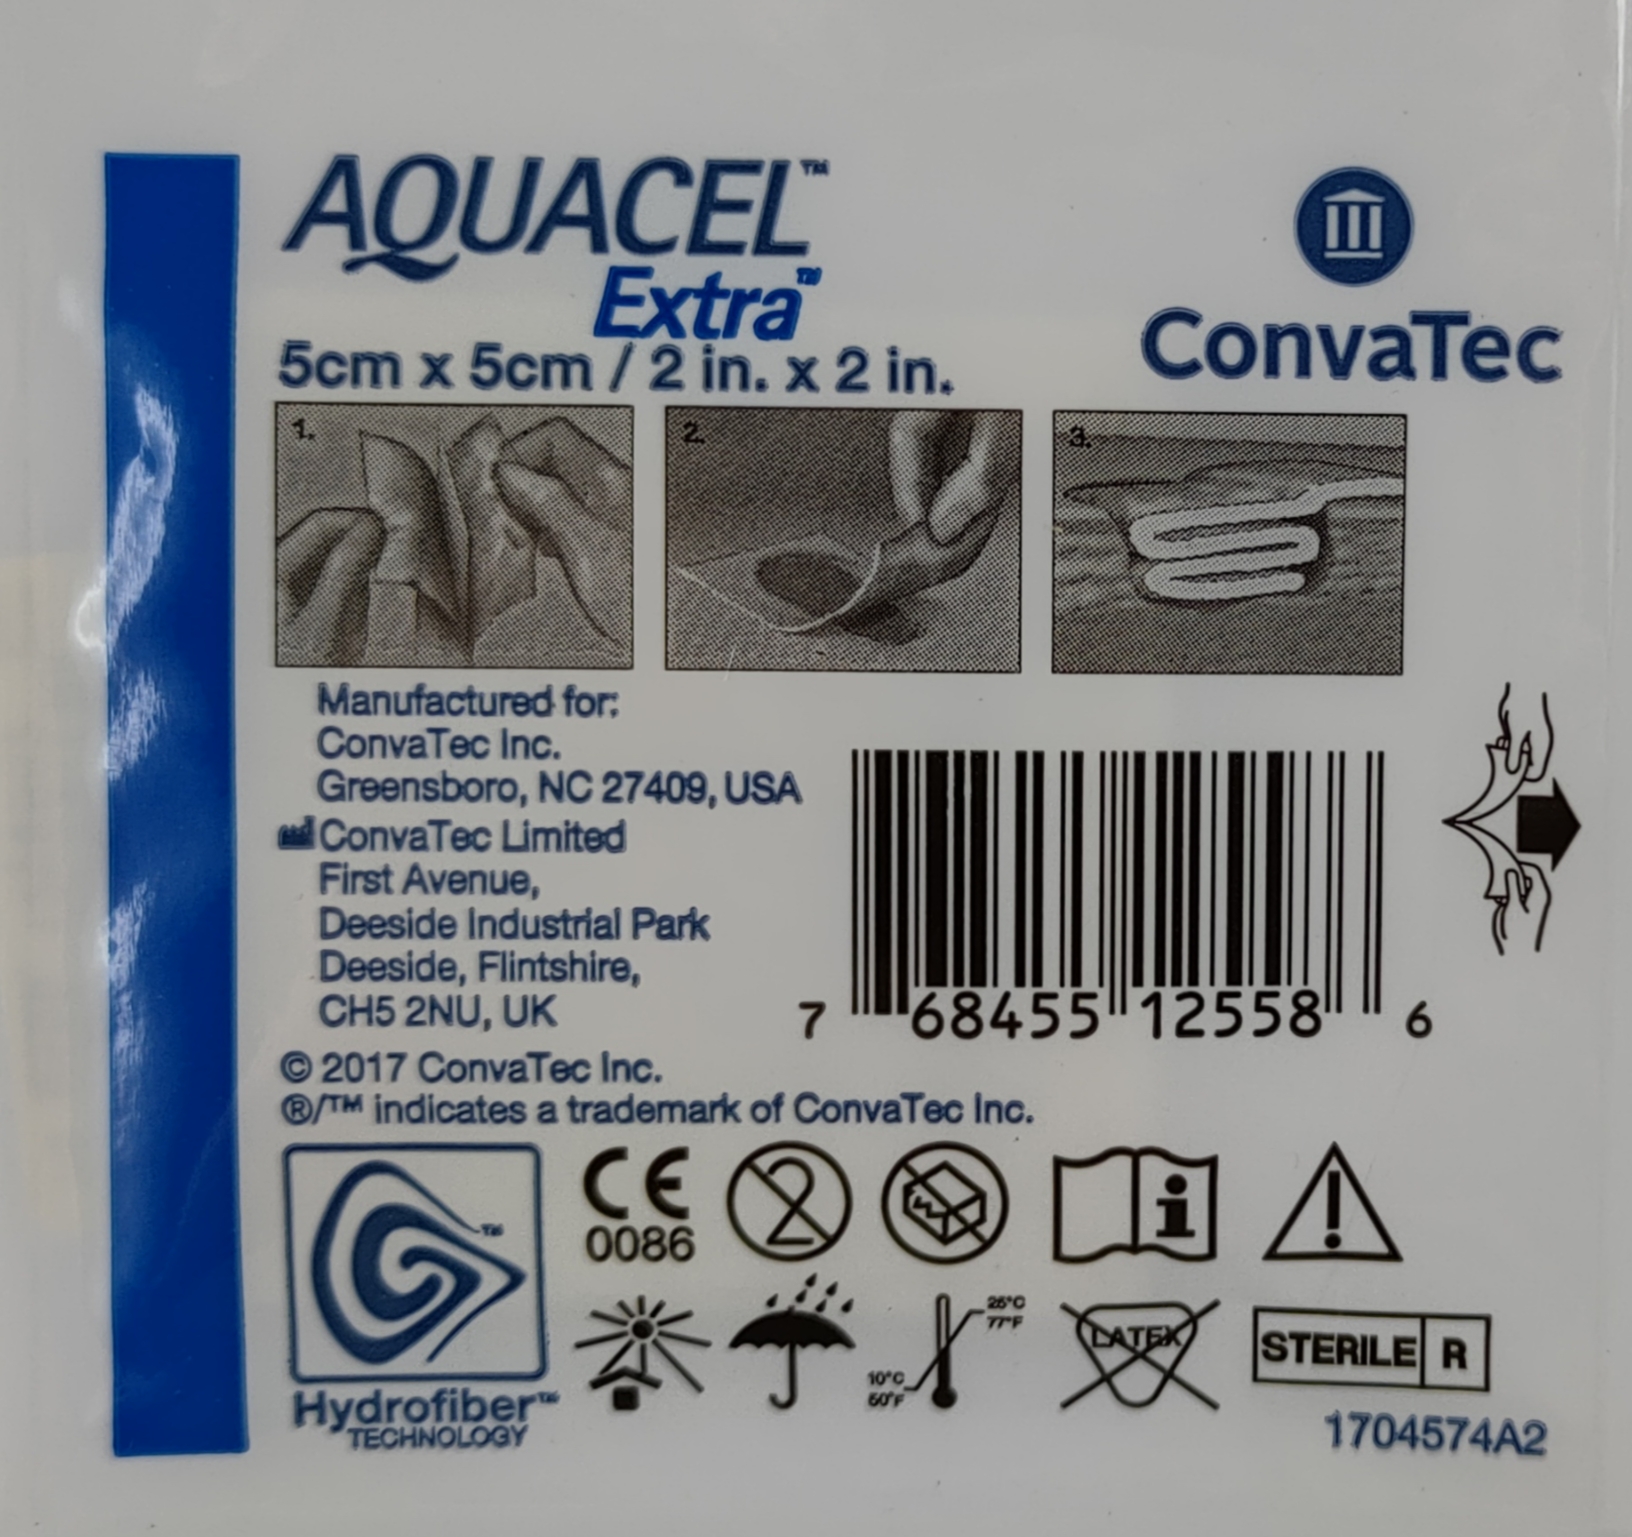 AQUACEL™
Extra™
ConvaTec
5cm x 5cm / 2 in. x 2 in.
1.
2.
3.
Manufactured for:
ConvaTec Inc.
Greensboro, NC 27409, USA
ConvaTec Limited
First Avenue,
Deeside Industrial Park
Deeside, Flintshire,
CH5 2NU, UK
7 68455 12558 6
© 2017 ConvaTec Inc.
®/™ indicates a trademark of ConvaTec Inc.
™
CE
0086
2
i
!
25°C
77°F
10°C
50°F
LATEX
STERILE R
Hydrofiber™
TECHNOLOGY
1704574A2